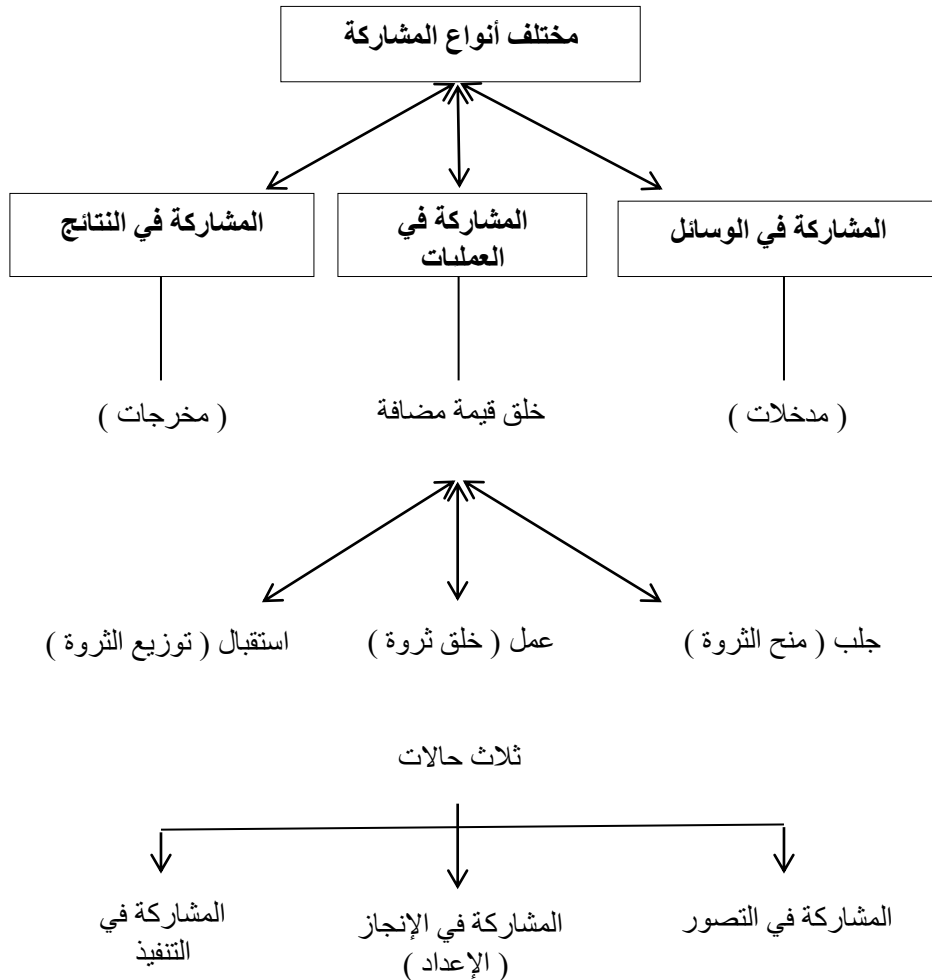 مختلف أنواع المشاركة
المشاركة في الوسائل
المشاركة في
العمليات
المشاركة في النتائج
( مدخلات )
خلق قيمة مضافة
( مخرجات )
جلب ( منح الثروة )
عمل ( خلق ثروة )
استقبال ( توزيع الثروة )
ثلاث حالات
المشاركة في التصور
المشاركة في الإنجاز
( الإعداد )
المشاركة في
التنفيذ